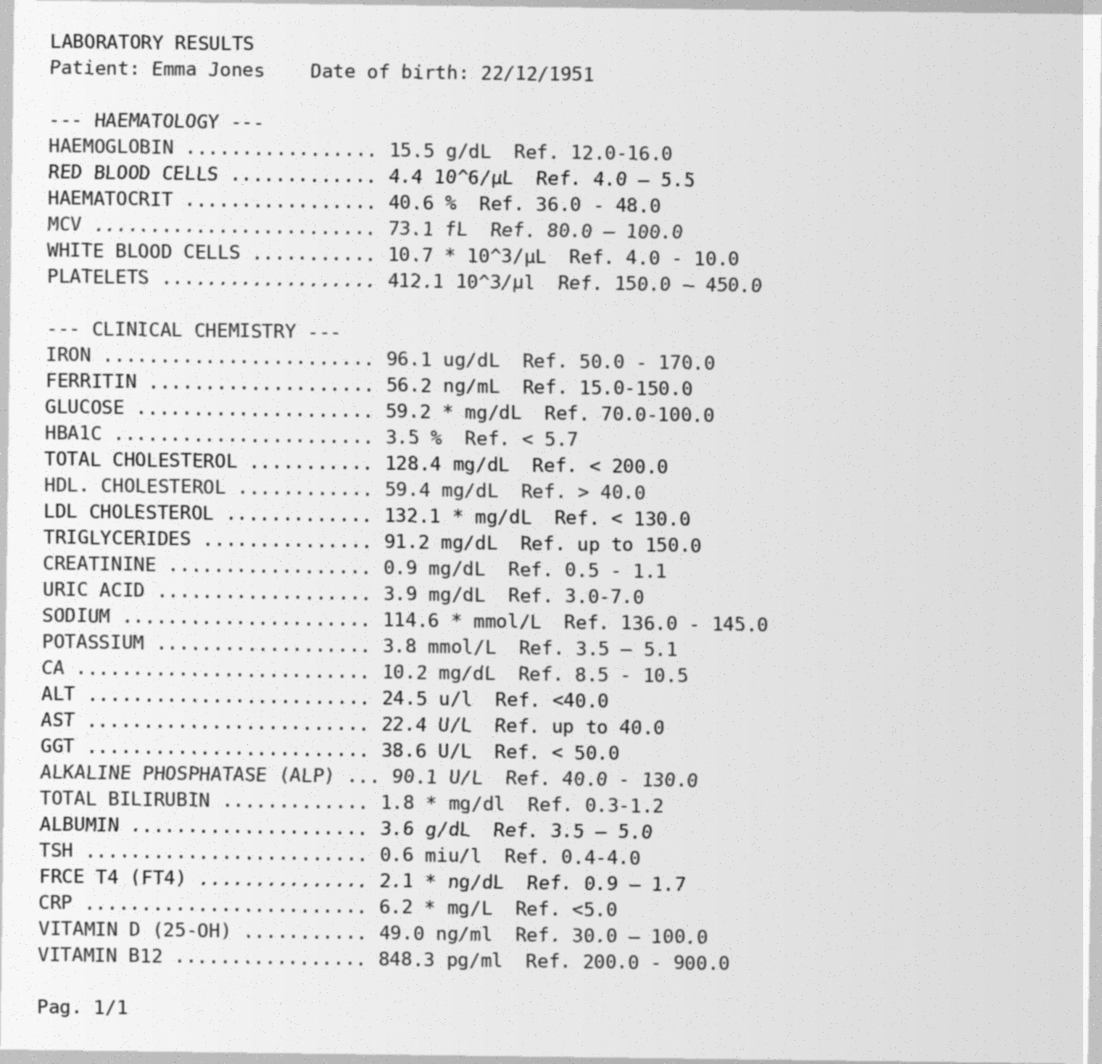 LABORATORY RESULTS
Patient: Emma Jones    Date of birth: 22/12/1951

--- HAEMATOLOGY ---
HAEMOGLOBIN ................. 15.5 g/dL  Ref. 12.0-16.0
RED BLOOD CELLS ............. 4.4 10^6/µL  Ref. 4.0 – 5.5
HAEMATOCRIT ................. 40.6 %  Ref. 36.0 - 48.0
MCV ......................... 73.1 fL  Ref. 80.0 – 100.0
WHITE BLOOD CELLS ........... 10.7 * 10^3/µL  Ref. 4.0 - 10.0
PLATELETS ................... 412.1 10^3/µl  Ref. 150.0 – 450.0

--- CLINICAL CHEMISTRY ---
IRON ........................ 96.1 ug/dL  Ref. 50.0 - 170.0
FERRITIN .................... 56.2 ng/mL  Ref. 15.0-150.0
GLUCOSE ..................... 59.2 * mg/dL  Ref. 70.0-100.0
HBA1C ....................... 3.5 %  Ref. < 5.7
TOTAL CHOLESTEROL ........... 128.4 mg/dL  Ref. < 200.0
HDL. CHOLESTEROL ............ 59.4 mg/dL  Ref. > 40.0
LDL CHOLESTEROL ............. 132.1 * mg/dL  Ref. < 130.0
TRIGLYCERIDES ............... 91.2 mg/dL  Ref. up to 150.0
CREATININE .................. 0.9 mg/dL  Ref. 0.5 - 1.1
URIC ACID ................... 3.9 mg/dL  Ref. 3.0-7.0
SODIUM ...................... 114.6 * mmol/L  Ref. 136.0 - 145.0
POTASSIUM ................... 3.8 mmol/L  Ref. 3.5 – 5.1
CA .......................... 10.2 mg/dL  Ref. 8.5 - 10.5
ALT ......................... 24.5 u/l  Ref. <40.0
AST ......................... 22.4 U/L  Ref. up to 40.0
GGT ......................... 38.6 U/L  Ref. < 50.0
ALKALINE PHOSPHATASE (ALP) ... 90.1 U/L  Ref. 40.0 - 130.0
TOTAL BILIRUBIN ............. 1.8 * mg/dl  Ref. 0.3-1.2
ALBUMIN ..................... 3.6 g/dL  Ref. 3.5 – 5.0
TSH ......................... 0.6 miu/l  Ref. 0.4-4.0
FRCE T4 (FT4) ............... 2.1 * ng/dL  Ref. 0.9 – 1.7
CRP ......................... 6.2 * mg/L  Ref. <5.0
VITAMIN D (25-OH) ........... 49.0 ng/ml  Ref. 30.0 – 100.0
VITAMIN B12 ................. 848.3 pg/ml  Ref. 200.0 - 900.0

Pag. 1/1